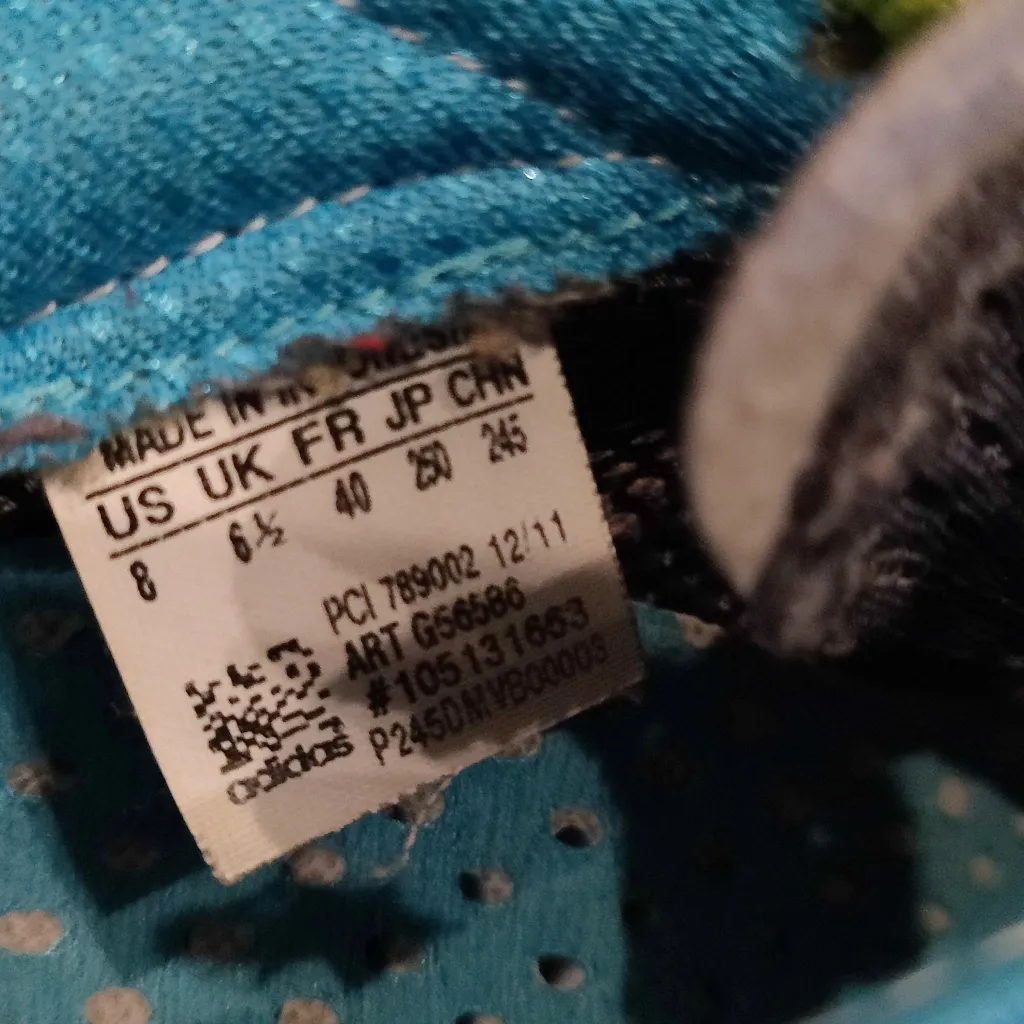 MADE IN
US UK FR JP CHN
8 6½ 40 250 245
PCI 789002 12/11
ART G56586
#105131663
P245DMVB00003
adidas